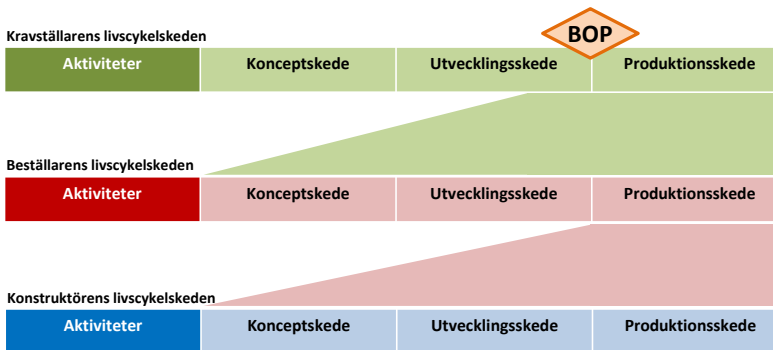 BOP
Kravställarens livscykelskeden
Aktiviteter Konceptskede Utvecklingsskede Produktionsskede
Beställarens livscykelskeden
Aktiviteter Konceptskede Utvecklingsskede Produktionsskede
Konstruktörens livscykelskeden
Aktiviteter Konceptskede Utvecklingsskede Produktionsskede